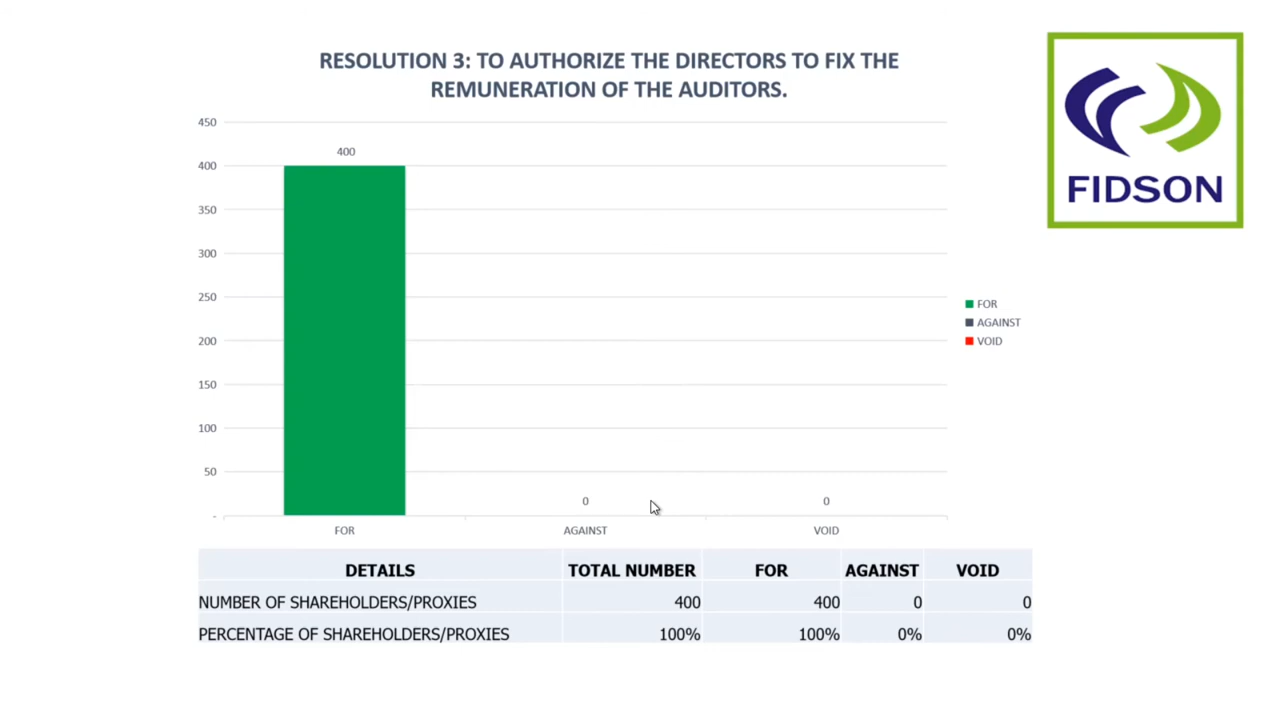 RESOLUTION 3: TO AUTHORIZE THE DIRECTORS TO FIX THE
REMUNERATION OF THE AUDITORS.
FIDSON
450
400
350
300
250
200
150
100
50
-
400
0
0
FOR
AGAINST
VOID
FOR
AGAINST
VOID
DETAILS TOTAL NUMBER FOR AGAINST VOID
NUMBER OF SHAREHOLDERS/PROXIES 400 400 0 0
PERCENTAGE OF SHAREHOLDERS/PROXIES 100% 100% 0% 0%